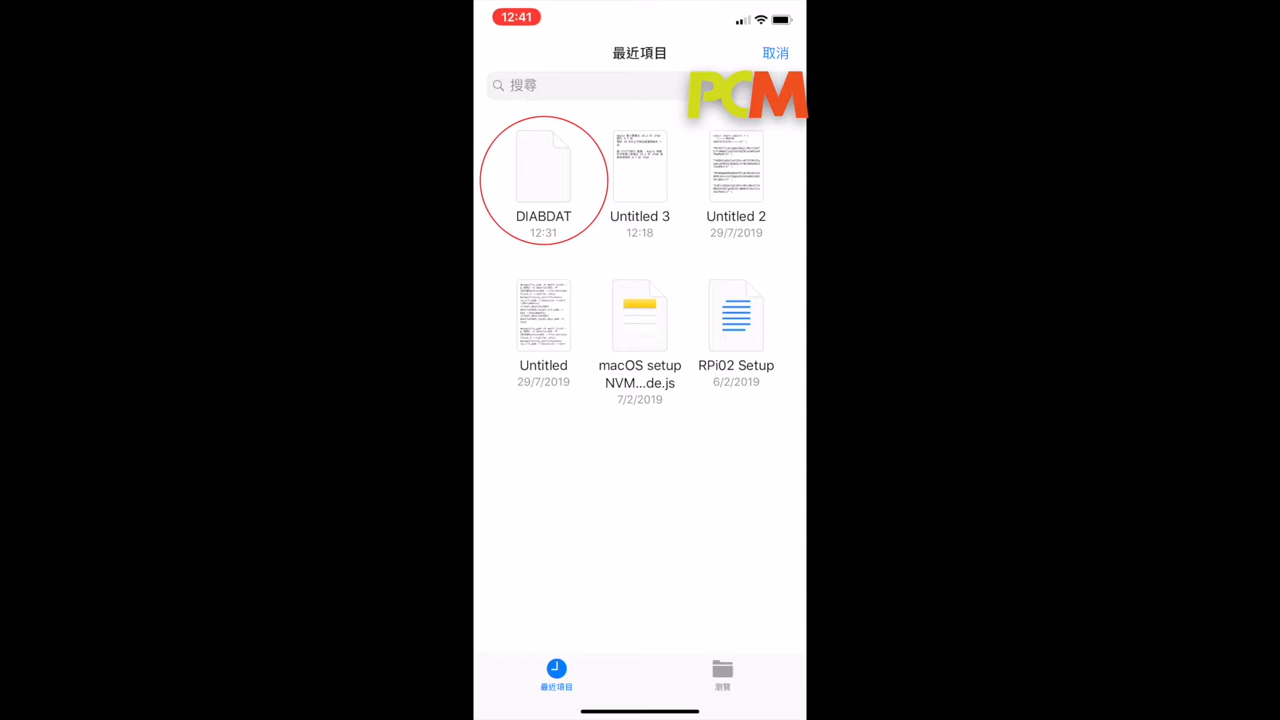 12:41
最近項目
取消
搜尋
PCM
DIABDAT
Untitled 3
Untitled 2
12:31
12:18
29/7/2019
Untitled
macOS setup
NVM...de.js
RPi02 Setup
29/7/2019
7/2/2019
6/2/2019
最近項目
瀏覽